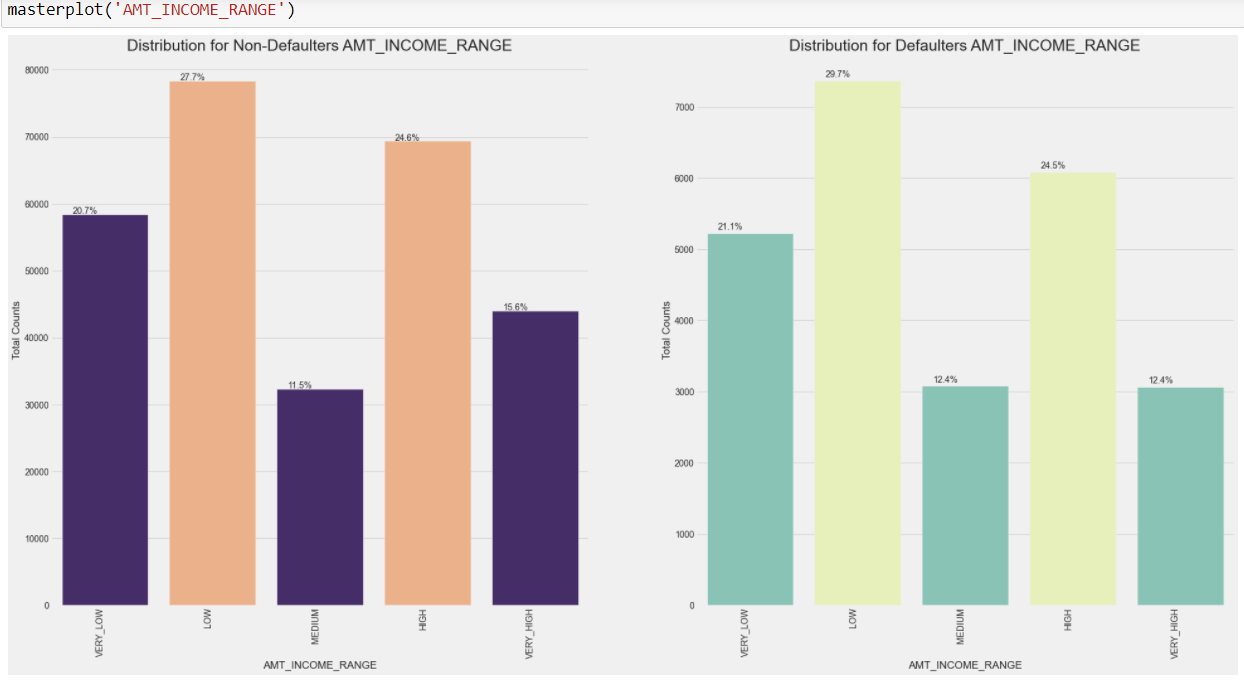 masterplot('AMT_INCOME_RANGE')
Distribution for Non-Defaulters AMT_INCOME_RANGE
80000
70000
60000
50000
40000
30000
20000
10000
0
Total Counts
20.7%
27.7%
11.5%
24.6%
15.6%
VERY_LOW
LOW
MEDIUM
HIGH
VERY_HIGH
AMT_INCOME_RANGE
Distribution for Defaulters AMT_INCOME_RANGE
7000
6000
5000
4000
3000
2000
1000
0
Total Counts
21.1%
29.7%
12.4%
24.5%
12.4%
VERY_LOW
LOW
MEDIUM
HIGH
VERY_HIGH
AMT_INCOME_RANGE